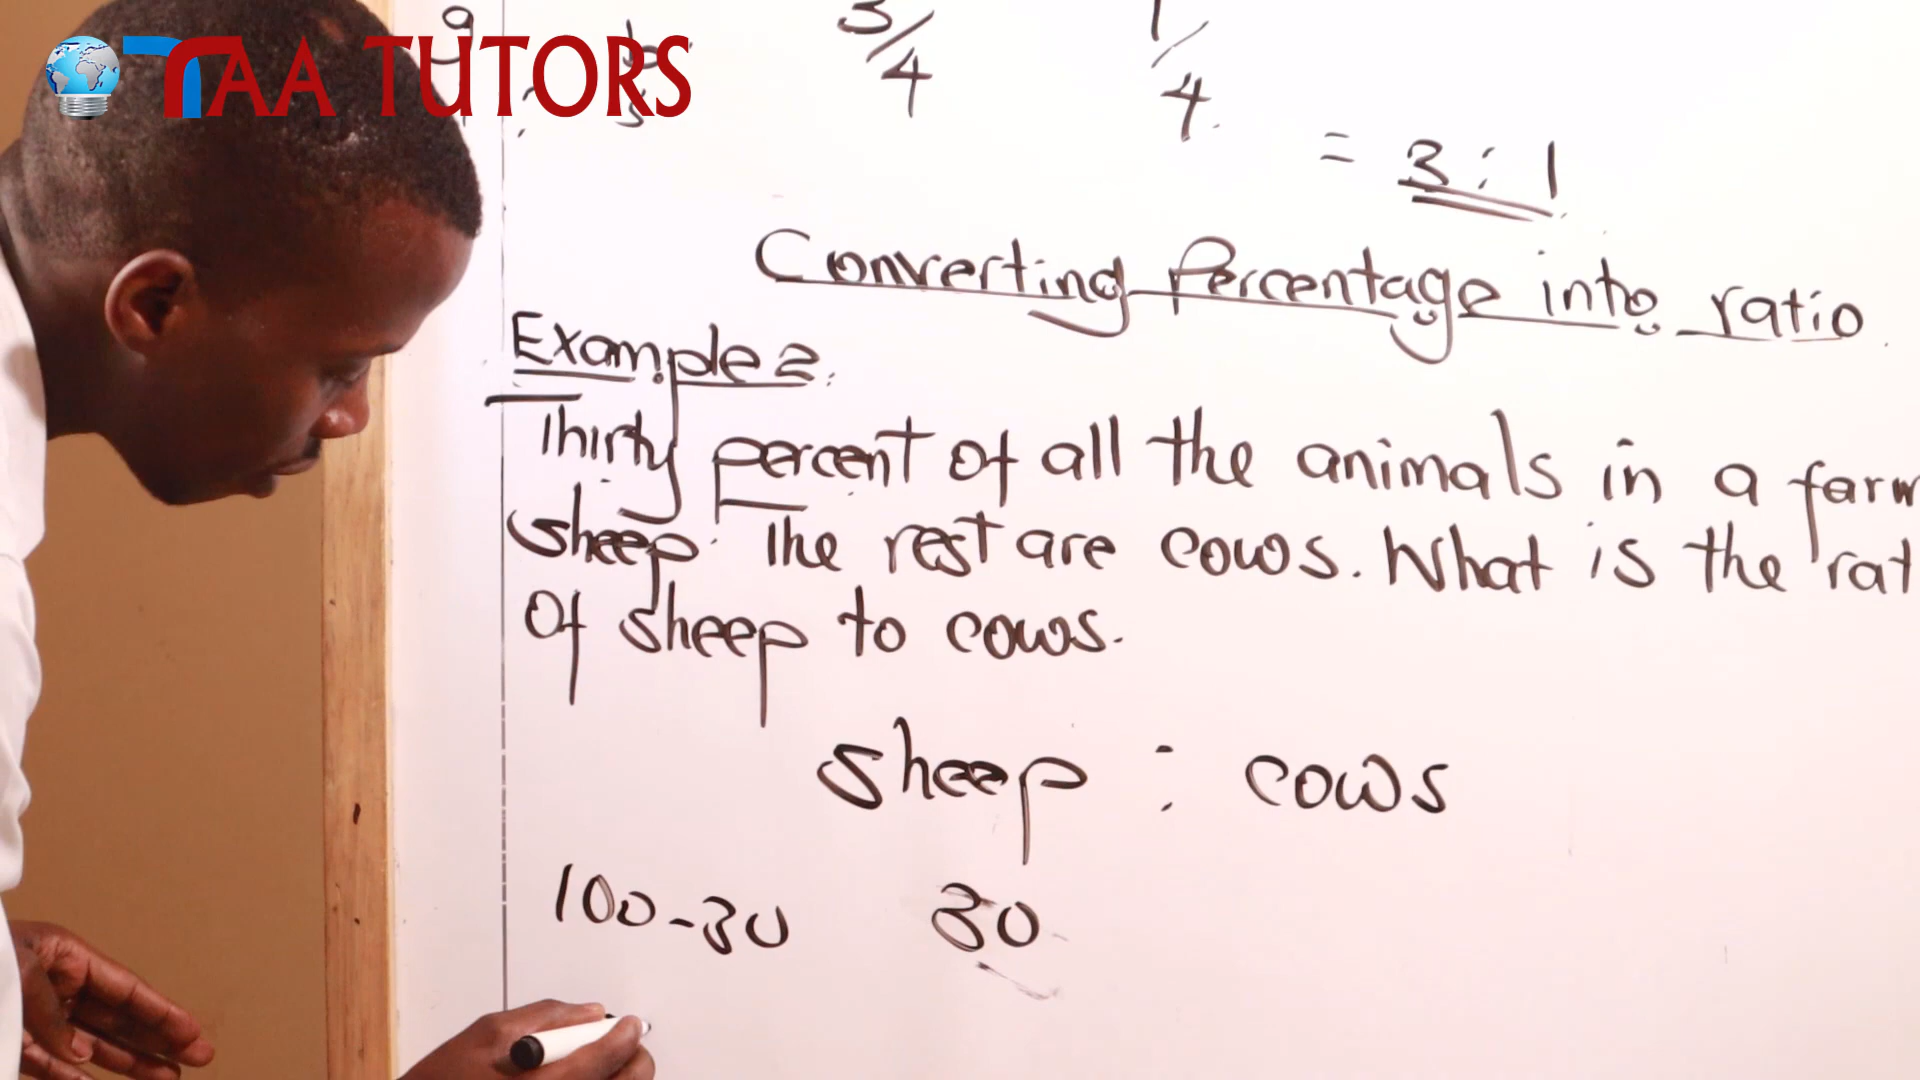 TAA TUTORS
3/4 1/4
= 3 : 1
Converting Percentage into ratio
Example 2.
Thirty percent of all the animals in a farm
sheep. The rest are cows. What is the rat
of sheep to cows.
sheep : cows
100-30 30